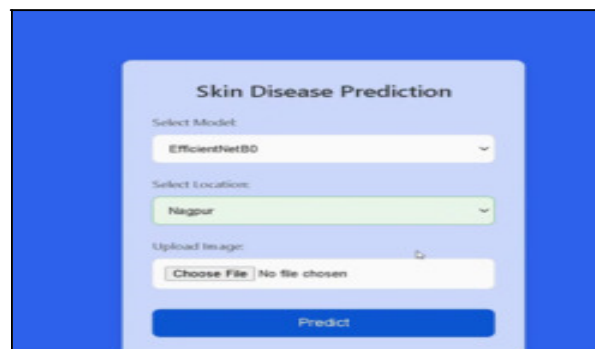 Skin Disease Prediction
Select Model:
EfficientNetB0
Select Location:
Nagpur
Upload Image:
Choose File No file chosen
Predict